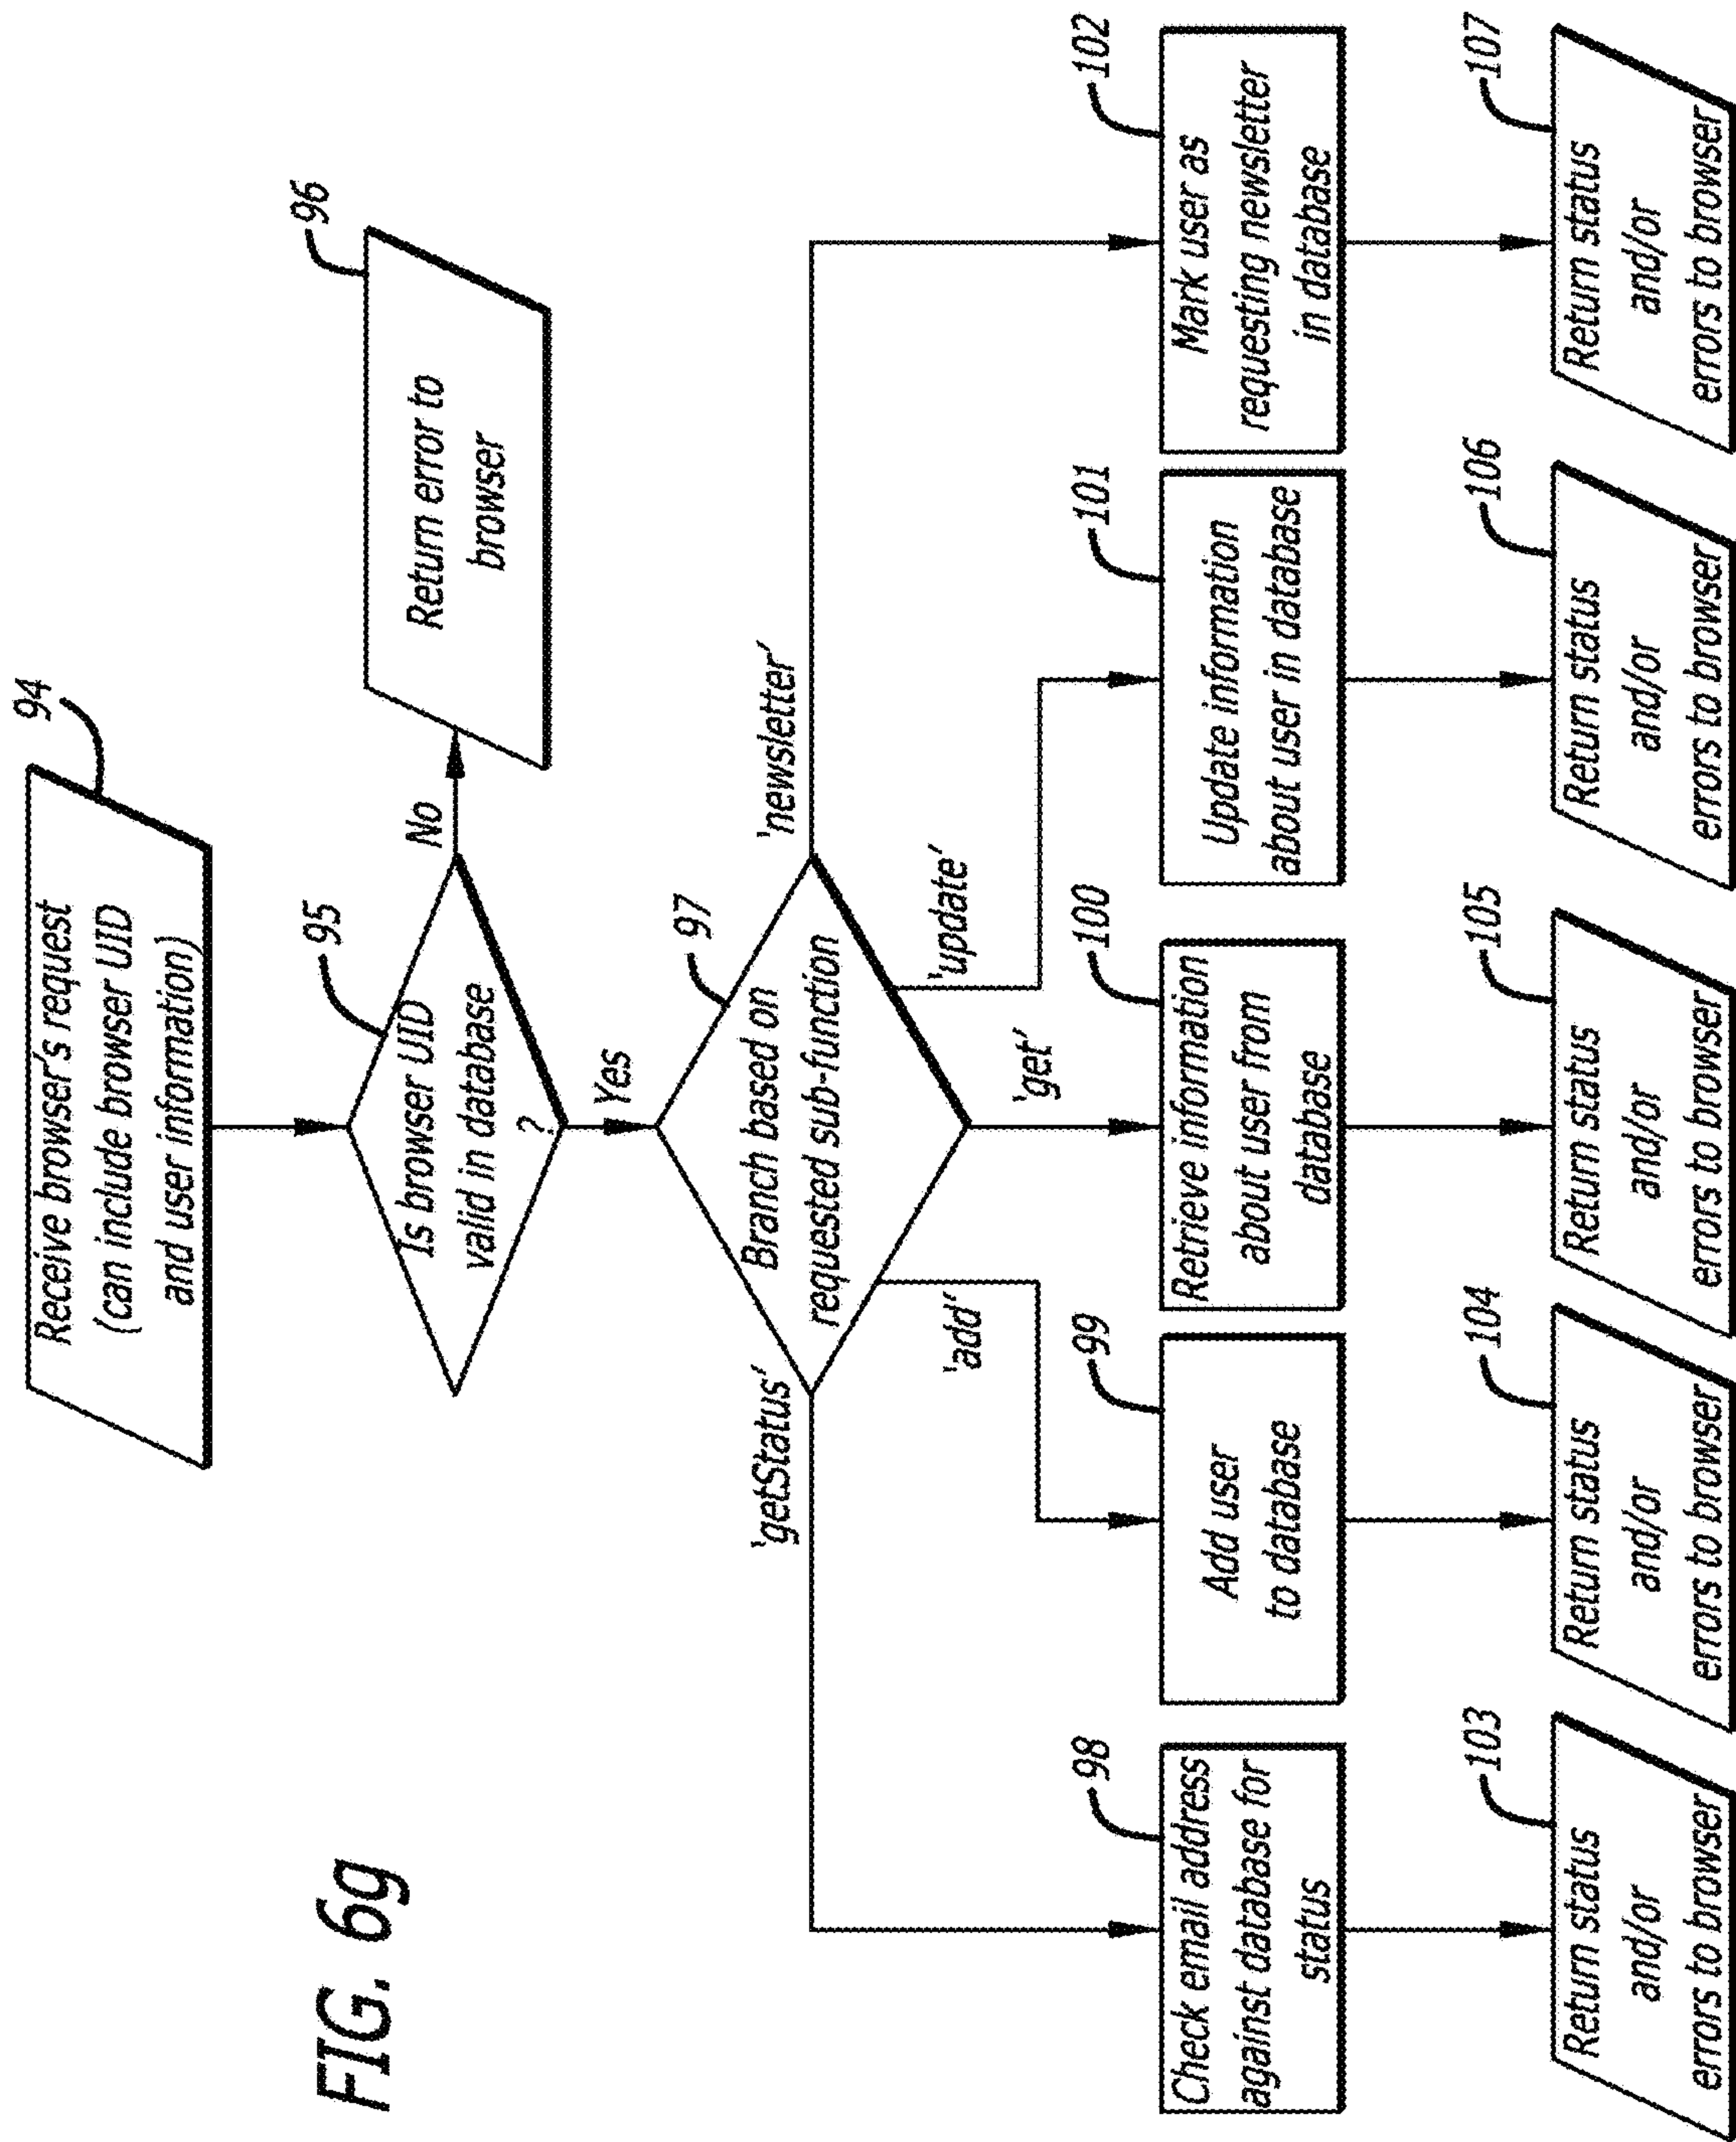 FIG. 6g
94
Receive browser's request
(can include browser UID
and user information)
95
Is browser UID
valid in database
?
No
96
Return error to
browser
Yes
97
Branch based on
requested sub-function
'getStatus'
'add'
'get'
'update'
'newsletter'
98
Check email address
against database for
status
99
Add user
to database
100
Retrieve information
about user from
database
101
Update information
about user in database
102
Mark user as
requesting newsletter
in database
103
Return status
and/or
errors to browser
104
Return status
and/or
errors to browser
105
Return status
and/or
errors to browser
106
Return status
and/or
errors to browser
107
Return status
and/or
errors to browser